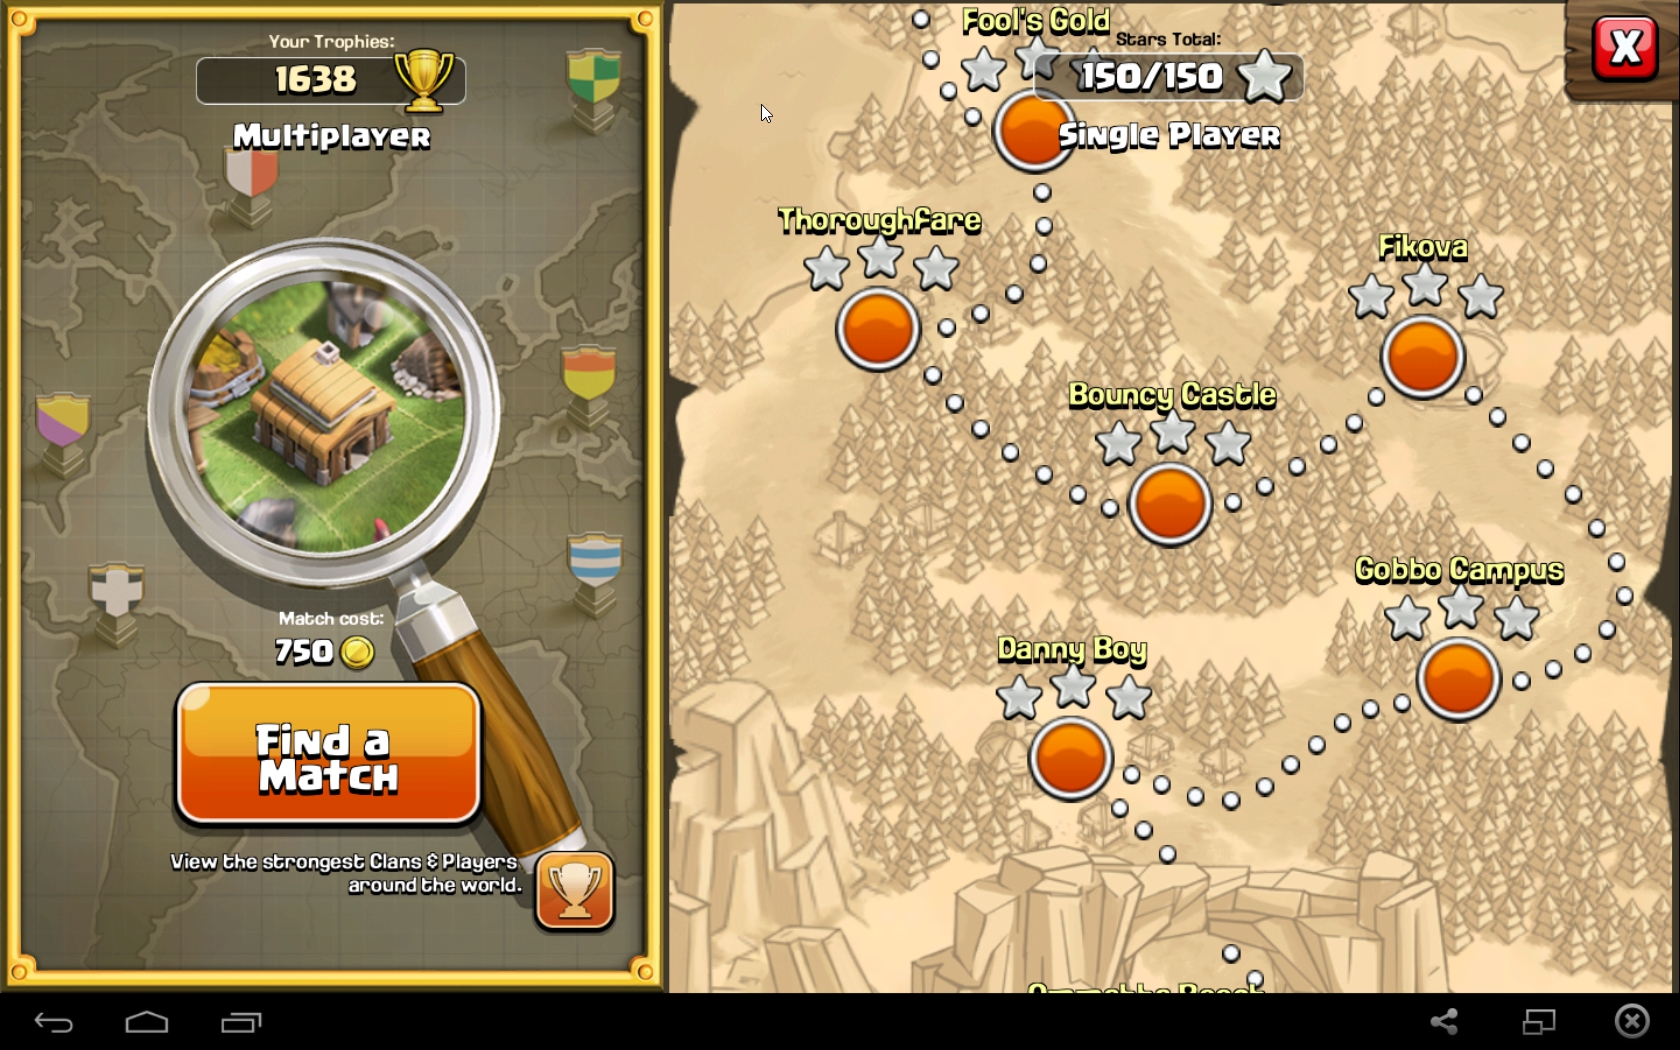 Your Trophies:
1638
Multiplayer
Match cost:
750
Find a
Match
View the strongest Clans & Players
around the world.
Fool's Gold
Stars Total:
150/150
Single Player
X
Thoroughfare
Fikova
Bouncy Castle
Gobbo Campus
Danny Boy